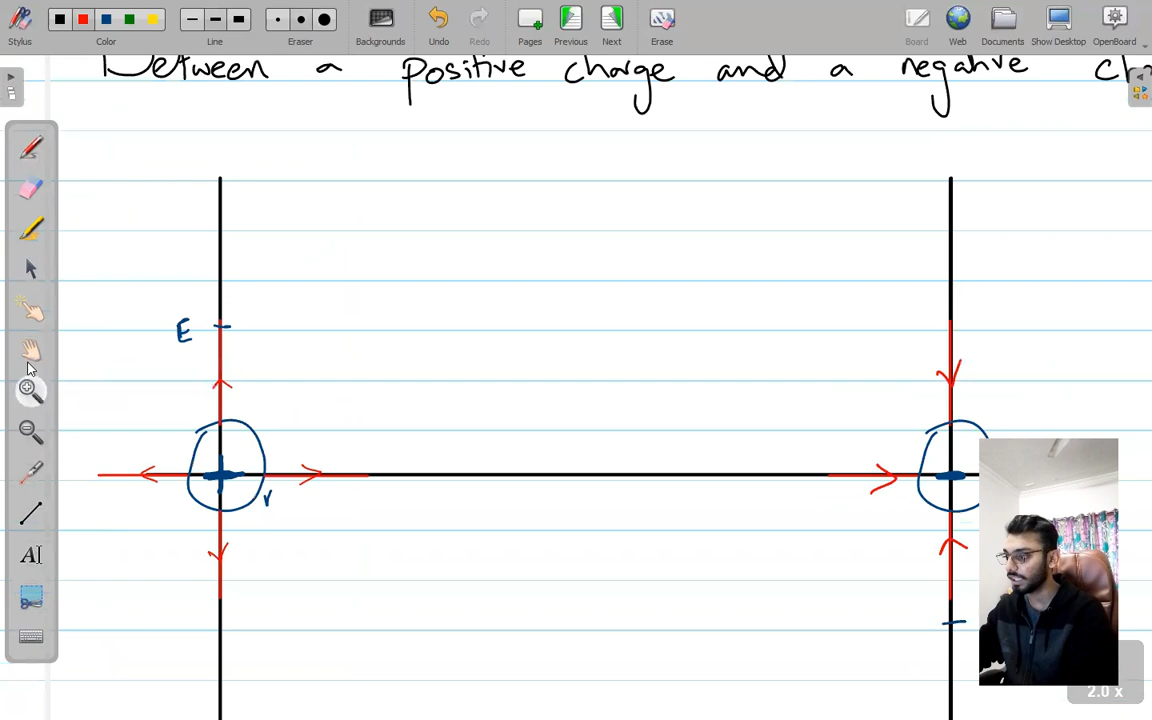 Stylus Color Line Eraser Backgrounds Undo Redo Pages Previous Next Erase Board Web Documents Show Desktop OpenBoard
Between a positive charge and a negative
E
r
2.0 x